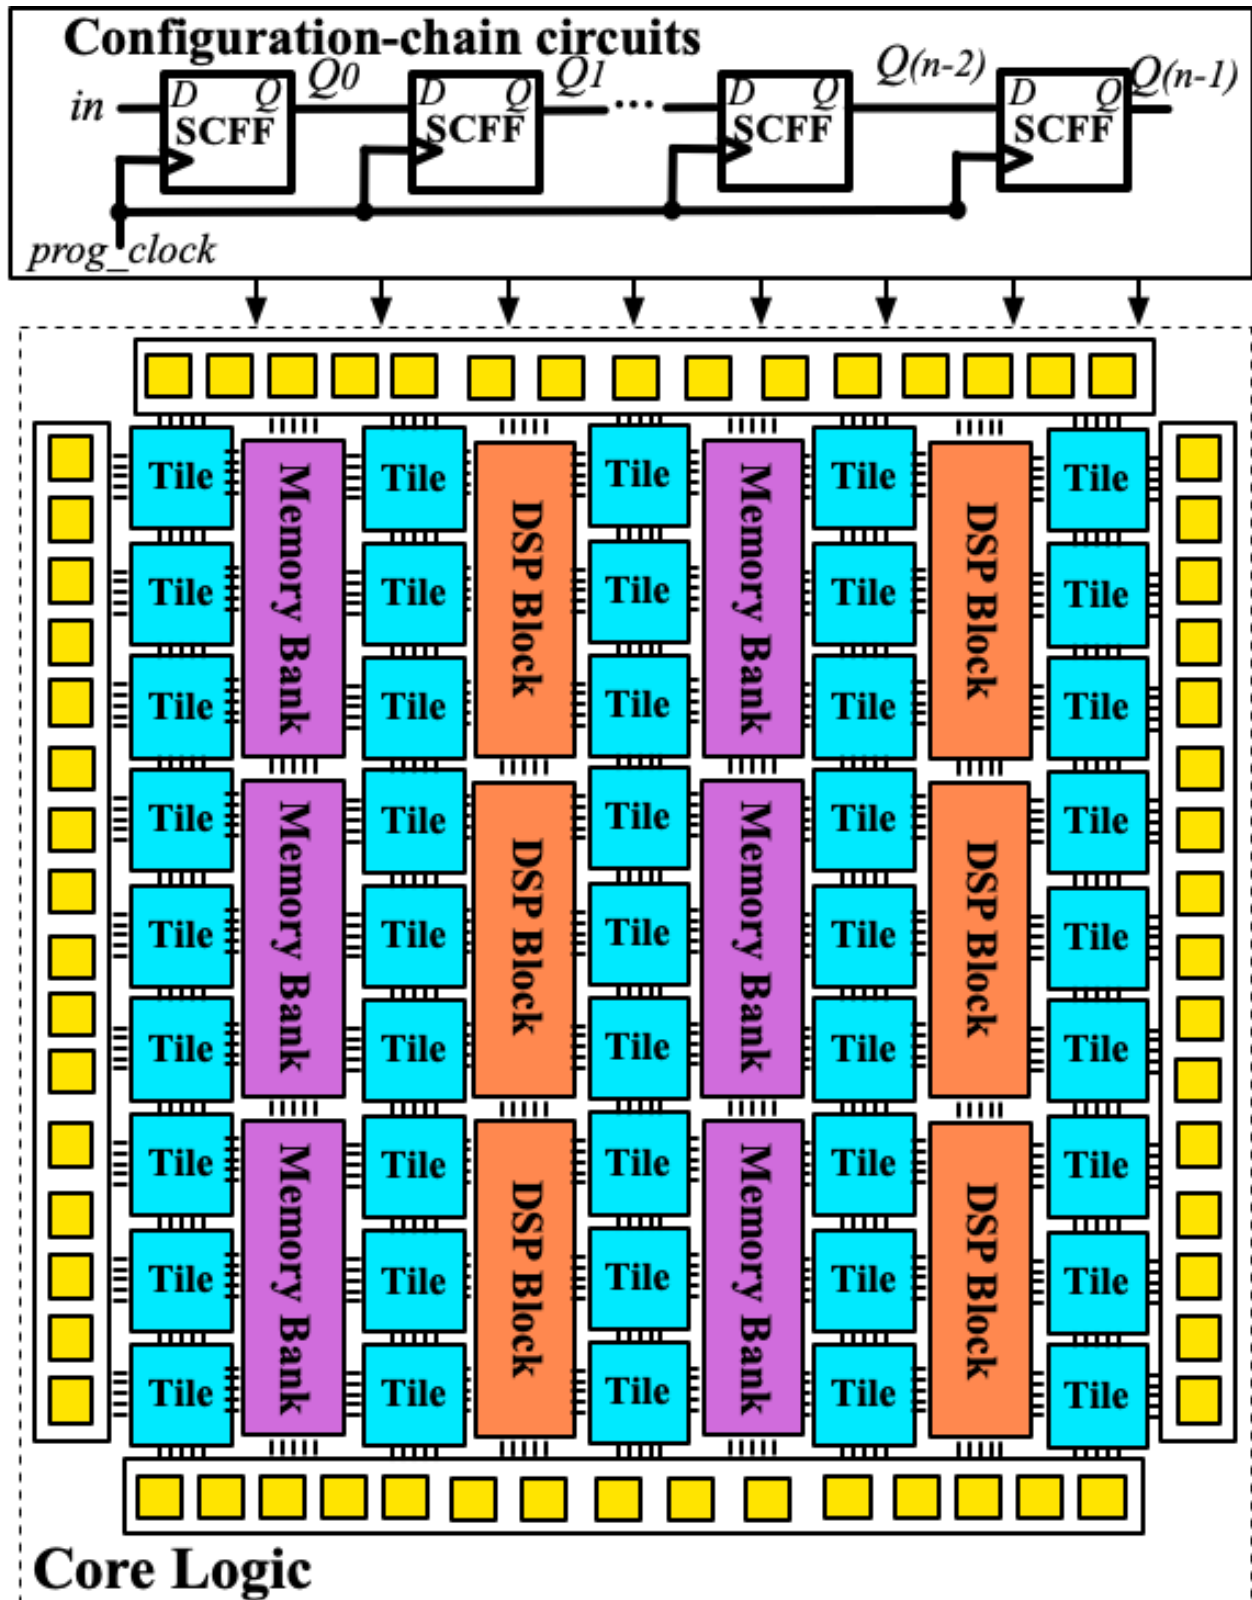 Configuration-chain circuits
in D Q Q0 D Q Q1 ... D Q Q(n-2) D Q Q(n-1)
SCFF SCFF SCFF SCFF
prog_clock
Tile Memory Bank Tile DSP Block Tile Memory Bank Tile DSP Block Tile
Tile Tile Tile Tile Tile
Tile Tile Tile Tile Tile
Tile Memory Bank Tile DSP Block Tile Memory Bank Tile DSP Block Tile
Tile Tile Tile Tile Tile
Tile Tile Tile Tile Tile
Tile Memory Bank Tile DSP Block Tile Memory Bank Tile DSP Block Tile
Tile Tile Tile Tile Tile
Tile Tile Tile Tile Tile
Core Logic